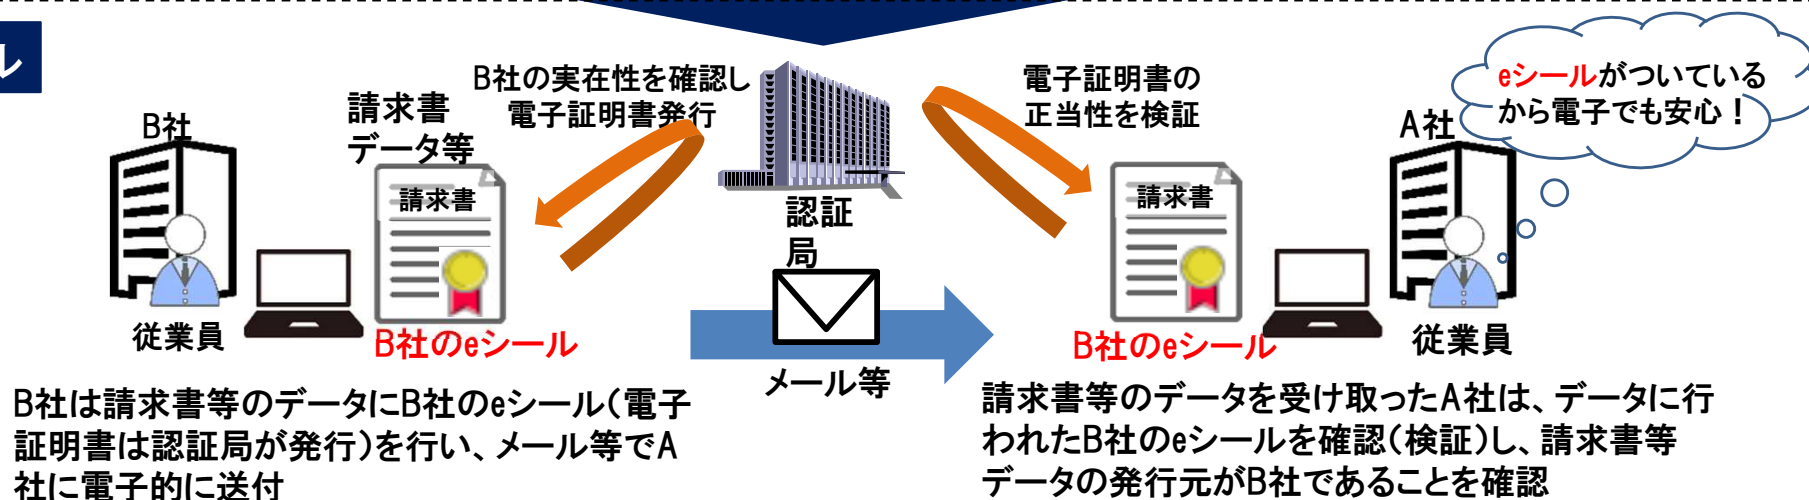 ル
B社の実在性を確認し
電子証明書発行
電子証明書の
正当性を検証
eシールがついている
から電子でも安心！
B社
請求書
データ等
A社
請求書
請求書
認証
局
従業員
B社のeシール
B社のeシール
従業員
メール等
B社は請求書等のデータにB社のeシール（電子
証明書は認証局が発行）を行い、メール等でA
社に電子的に送付
請求書等のデータを受け取ったA社は、データに行
われたB社のeシールを確認（検証）し、請求書等
データの発行元がB社であることを確認